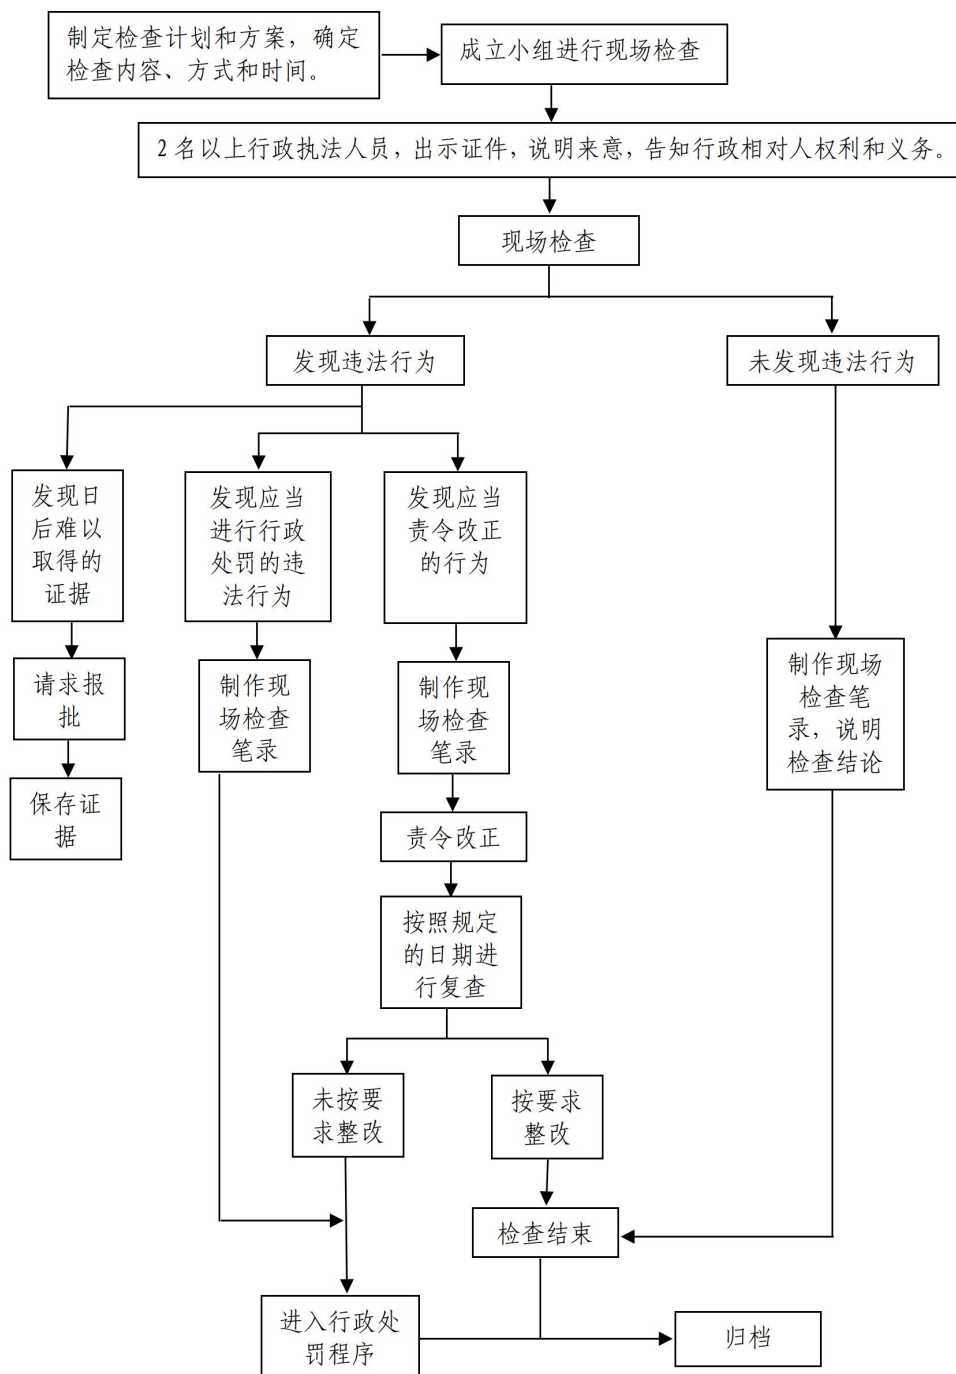 制定检查计划和方案，确定
检查内容、方式和时间。
成立小组进行现场检查
2 名以上行政执法人员，出示证件，说明来意，告知行政相对人权利和义务。
现场检查
发现违法行为
未发现违法行为
发现日
后难以
取得的
证据
发现应当
进行行政
处罚的违
法行为
发现应当
责令改正
的行为
请求报
批
制作现
场检查
笔录
制作现
场检查
笔录
制作现场
检查笔
录，说明
检查结论
保存证
据
责令改正
按照规定
的日期进
行复查
未按要
求整改
按要求
整改
检查结束
进入行政处
罚程序
归档